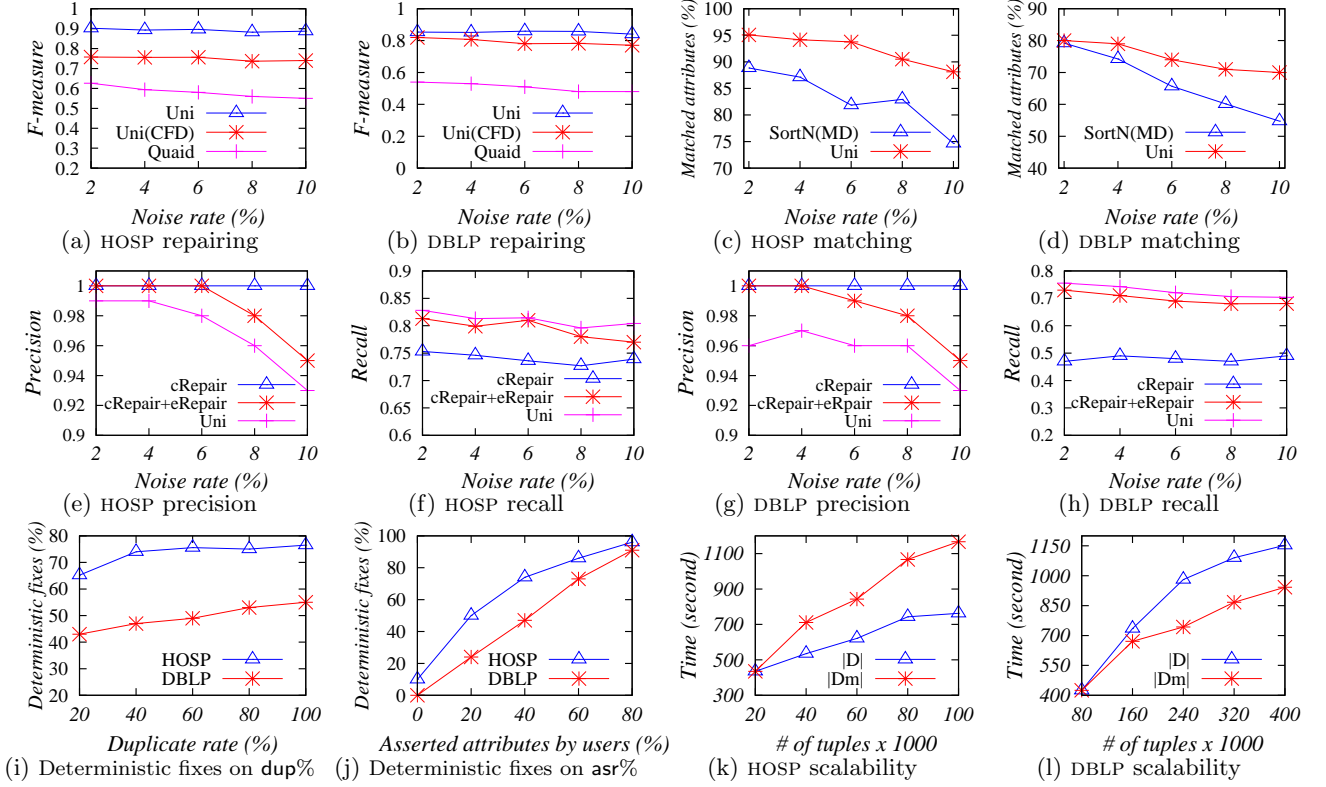 F-measure
1
0.9
0.8
0.7
0.6
0.5
0.4
0.3
0.2
Uni
Uni(CFD)
Quaid
2 4 6 8 10
Noise rate (%)
(a) HOSP repairing
F-measure
1
0.8
0.6
0.4
0.2
0
Uni
Uni(CFD)
Quaid
2 4 6 8 10
Noise rate (%)
(b) DBLP repairing
Matched attributes (%)
100
95
90
85
80
75
70
SortN(MD)
Uni
2 4 6 8 10
Noise rate (%)
(c) HOSP matching
Matched attributes (%)
90
80
70
60
50
40
SortN(MD)
Uni
2 4 6 8 10
Noise rate (%)
(d) DBLP matching
Precision
1
0.98
0.96
0.94
0.92
0.9
cRepair
cRepair+eRepair
Uni
2 4 6 8 10
Noise rate (%)
(e) HOSP precision
Recall
0.9
0.85
0.8
0.75
0.7
0.65
0.6
cRepair
cRepair+eRepair
Uni
2 4 6 8 10
Noise rate (%)
(f) HOSP recall
Precision
1
0.98
0.96
0.94
0.92
0.9
cRepair
cRepair+eRpair
Uni
2 4 6 8 10
Noise rate (%)
(g) DBLP precision
Recall
0.8
0.7
0.6
0.5
0.4
0.3
0.2
cRepair
cRepair+eRepair
Uni
2 4 6 8 10
Noise rate (%)
(h) DBLP recall
Deterministic fixes (%)
80
70
60
50
40
30
20
HOSP
DBLP
20 40 60 80 100
Duplicate rate (%)
(i) Deterministic fixes on dup%
Deterministic fixes (%)
100
80
60
40
20
0
HOSP
DBLP
0 20 40 60 80
Asserted attributes by users (%)
(j) Deterministic fixes on asr%
Time (second)
1100
900
700
500
300
|D|
|Dm|
20 40 60 80 100
# of tuples x 1000
(k) HOSP scalability
Time (second)
1150
1000
850
700
550
400
|D|
|Dm|
80 160 240 320 400
# of tuples x 1000
(l) DBLP scalability